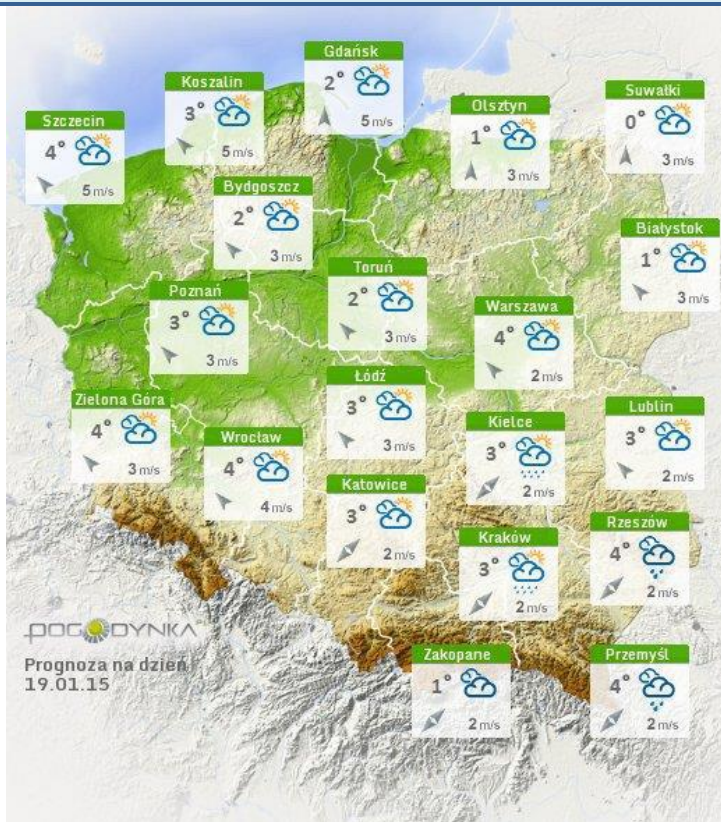 Gdańsk
2°
5 m/s
Koszalin
3°
5 m/s
Suwałki
0°
3 m/s
Olsztyn
1°
3 m/s
Szczecin
4°
5 m/s
Bydgoszcz
2°
3 m/s
Białystok
1°
3 m/s
Toruń
2°
3 m/s
Poznań
3°
3 m/s
Warszawa
4°
2 m/s
Łódź
3°
3 m/s
Zielona Góra
4°
3 m/s
Lublin
3°
2 m/s
Kielce
3°
2 m/s
Wrocław
4°
4 m/s
Katowice
3°
2 m/s
Rzeszów
4°
2 m/s
Kraków
3°
2 m/s
POGODYNKA
Prognoza na dzień
19.01.15
Zakopane
1°
2 m/s
Przemyśl
4°
2 m/s